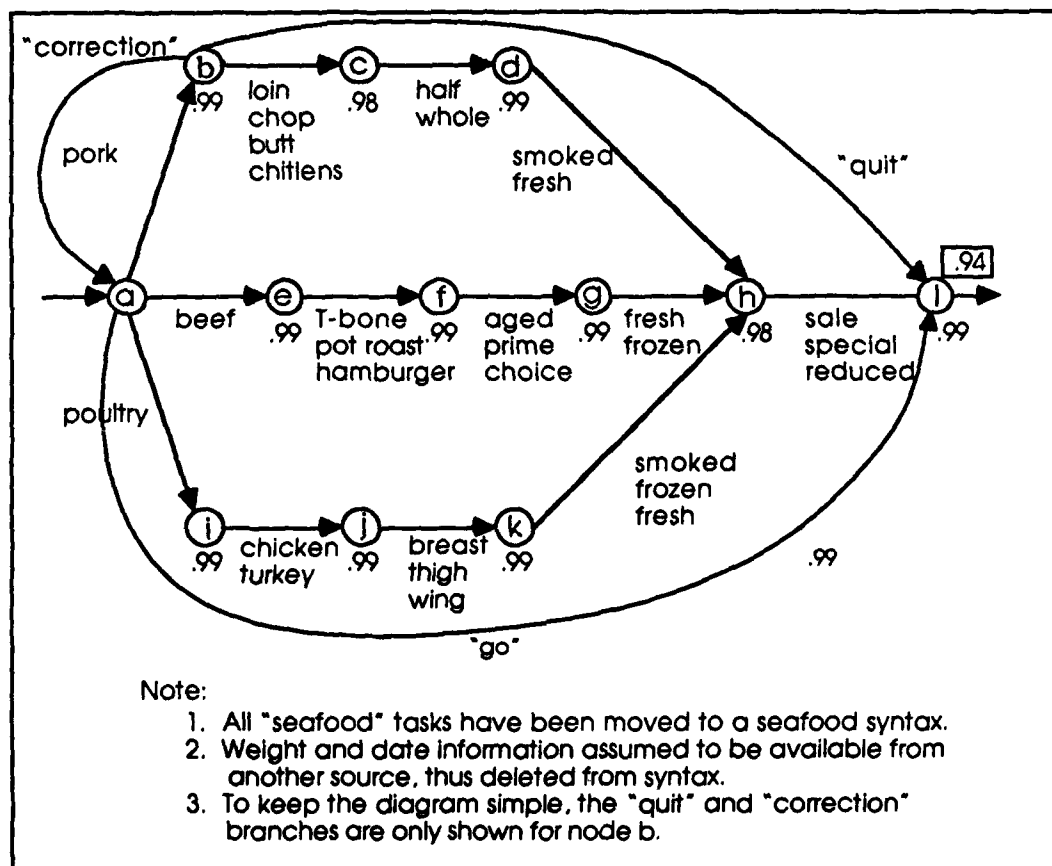 "correction"
b
c
d
.99
loin
chop
butt
chitlens
.98
half
whole
.99
pork
smoked
fresh
"quit"
.94
a
e
f
g
h
l
beef
.99
T-bone
pot roast
hamburger
.99
aged
prime
choice
.99
fresh
frozen
.98
sale
special
reduced
.99
poultry
smoked
frozen
fresh
i
j
k
.99
chicken
turkey
.99
breast
thigh
wing
.99
.99
"go"
Note:
1. All "seafood" tasks have been moved to a seafood syntax.
2. Weight and date information assumed to be available from
another source, thus deleted from syntax.
3. To keep the diagram simple, the "quit" and "correction"
branches are only shown for node b.